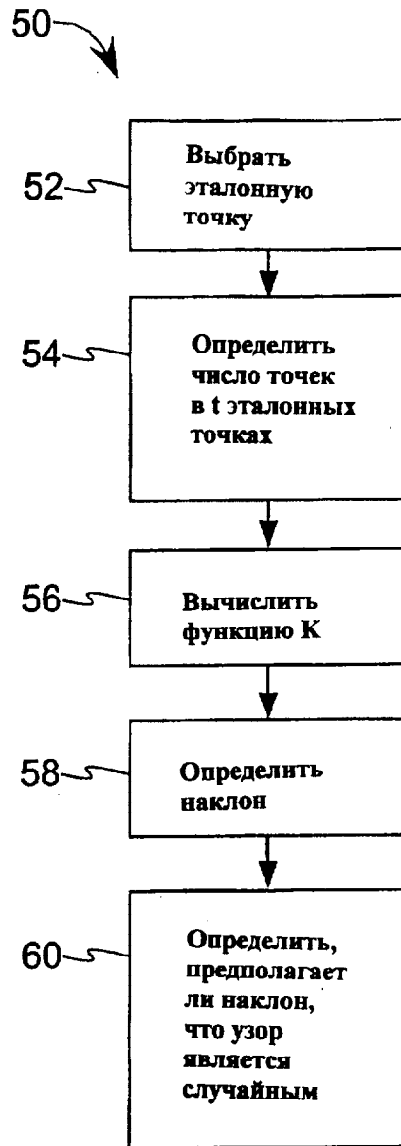 50
52
Выбрать
эталонную
точку
54
Определить
число точек
в t эталонных
точках
56
Вычислить
функцию K
58
Определить
наклон
60
Определить,
предполагает
ли наклон,
что узор
является
случайным